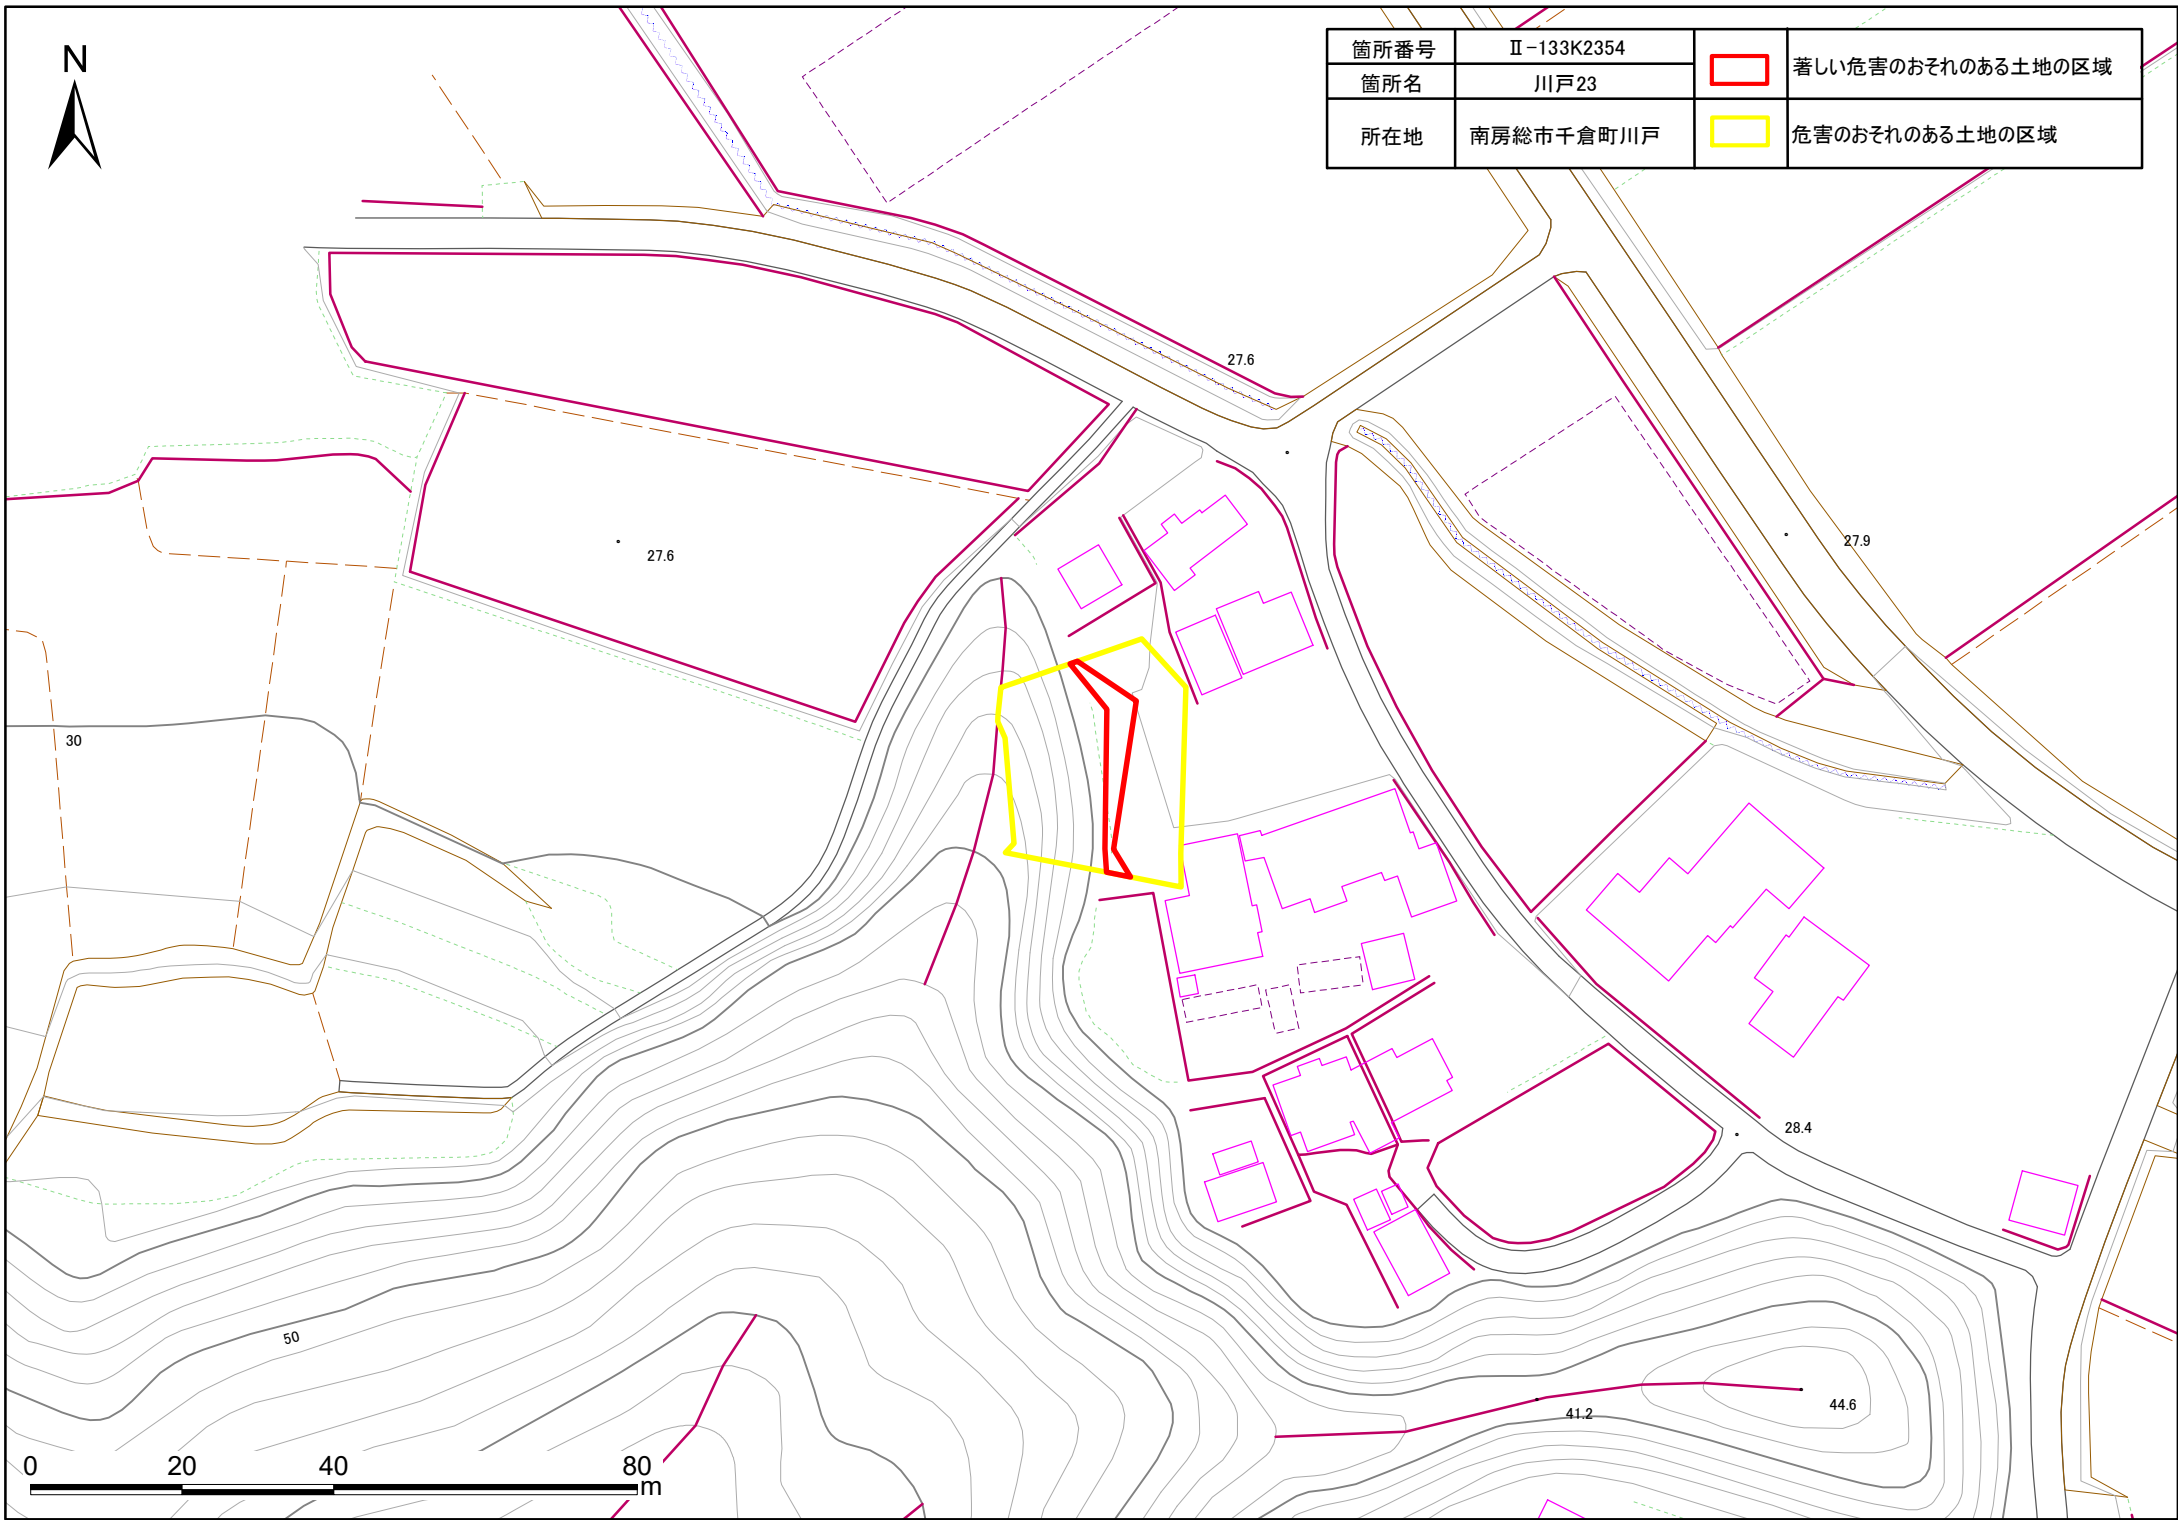 N
箇所番号 Ⅱ-133K2354 著しい危害のおそれのある土地の区域
箇所名 川戸23
所在地 南房総市千倉町川戸 危害のおそれのある土地の区域
27.6
27.9
27.6
30
28.4
50
44.6
41.2
0 20 40 80
m